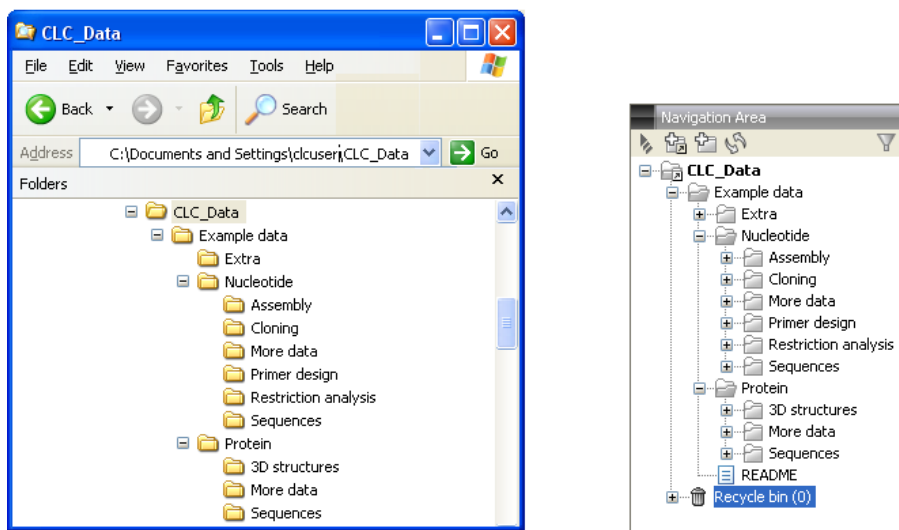 CLC_Data
File Edit View Favorites Tools Help
Back Search
Address C:\Documents and Settings\clcuser\CLC_Data Go
Folders
CLC_Data
Example data
Extra
Nucleotide
Assembly
Cloning
More data
Primer design
Restriction analysis
Sequences
Protein
3D structures
More data
Sequences
Navigation Area
CLC_Data
Example data
Extra
Nucleotide
Assembly
Cloning
More data
Primer design
Restriction analysis
Sequences
Protein
3D structures
More data
Sequences
README
Recycle bin (0)